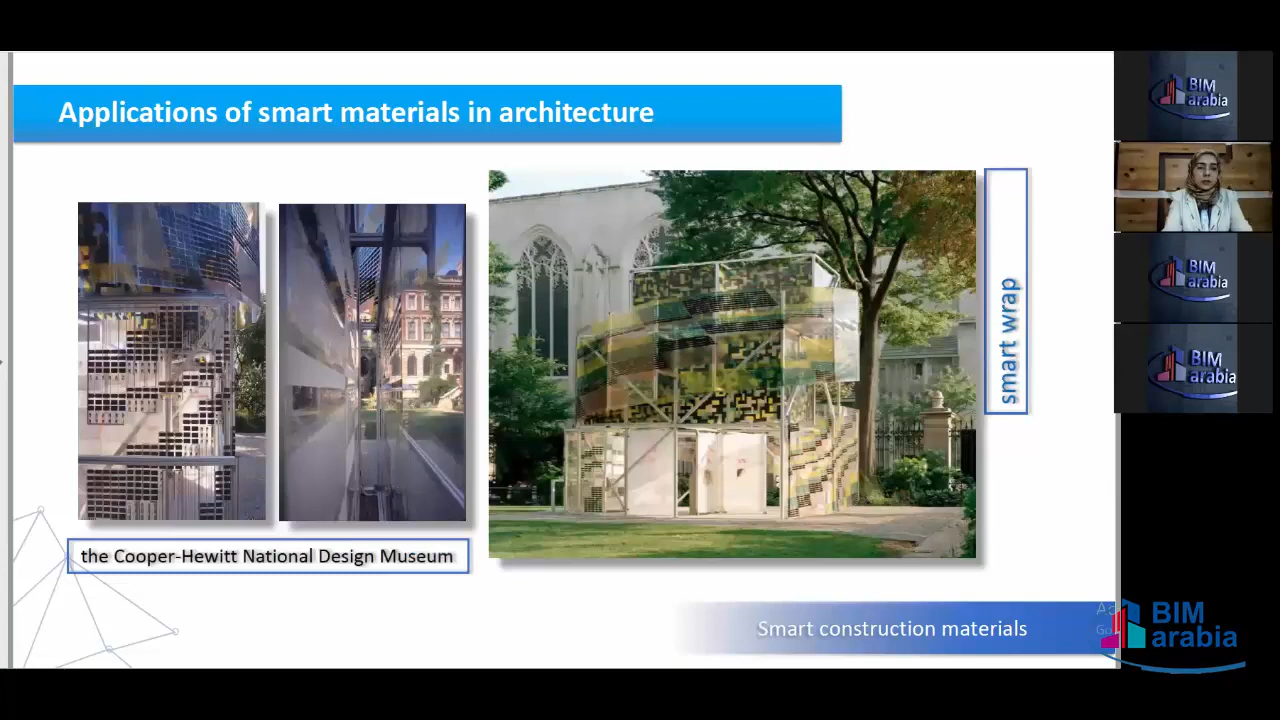 Applications of smart materials in architecture
smart wrap
the Cooper-Hewitt National Design Museum
Smart construction materials
BIM
arabia
BIM
arabia
BIM
arabia
BIM
arabia